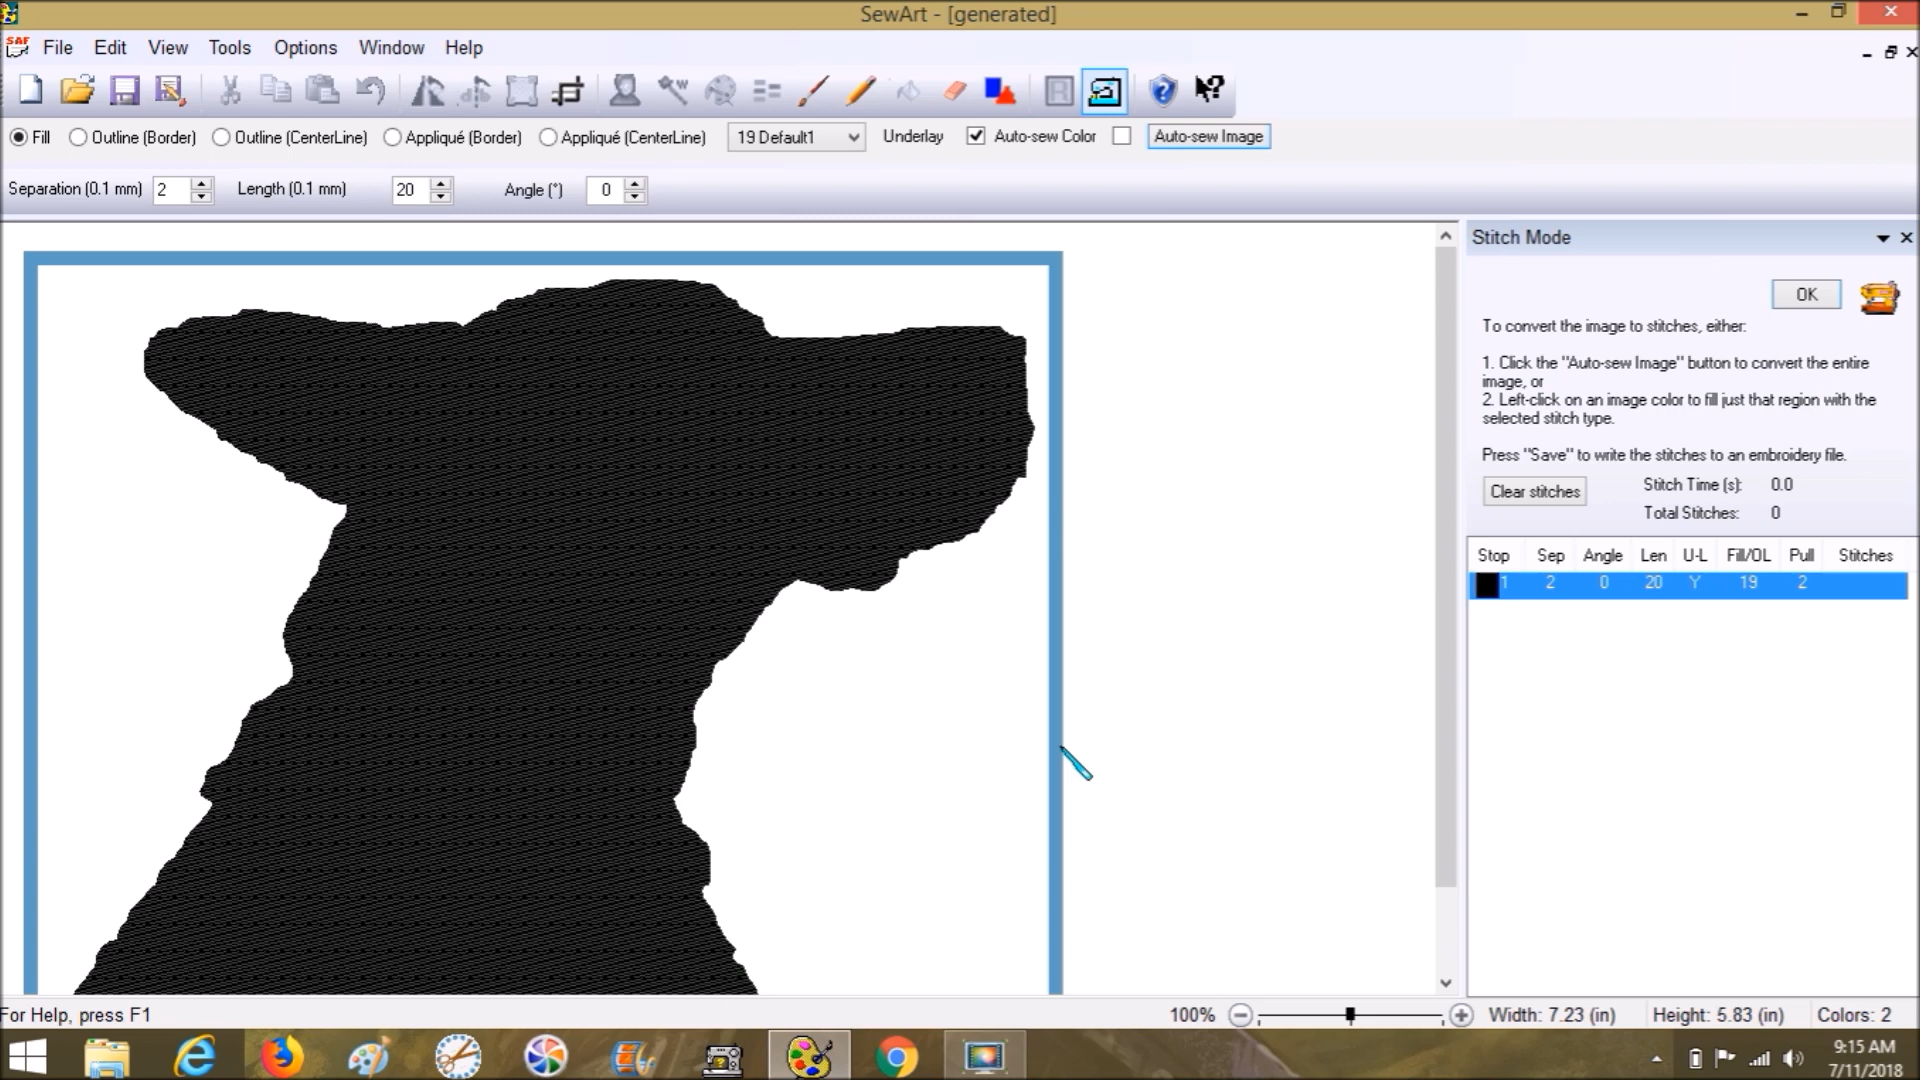 SewArt - [generated]
SAF File Edit View Tools Options Window Help
Fill Outline (Border) Outline (CenterLine) Appliqué (Border) Appliqué (CenterLine) 19 Default1 Underlay Auto-sew Color Auto-sew Image
Separation (0.1 mm) 2 Length (0.1 mm) 20 Angle (°) 0
Stitch Mode
OK
To convert the image to stitches, either:
1. Click the "Auto-sew Image" button to convert the entire
image, or
2. Left-click on an image color to fill just that region with the
selected stitch type.
Press "Save" to write the stitches to an embroidery file.
Clear stitches Stitch Time (s): 0.0
Total Stitches: 0
Stop Sep Angle Len U-L Fill/OL Pull Stitches
1 2 0 20 Y 19 2
For Help, press F1 100% Width: 7.23 (in) Height: 5.83 (in) Colors: 2
9:15 AM
7/11/2018